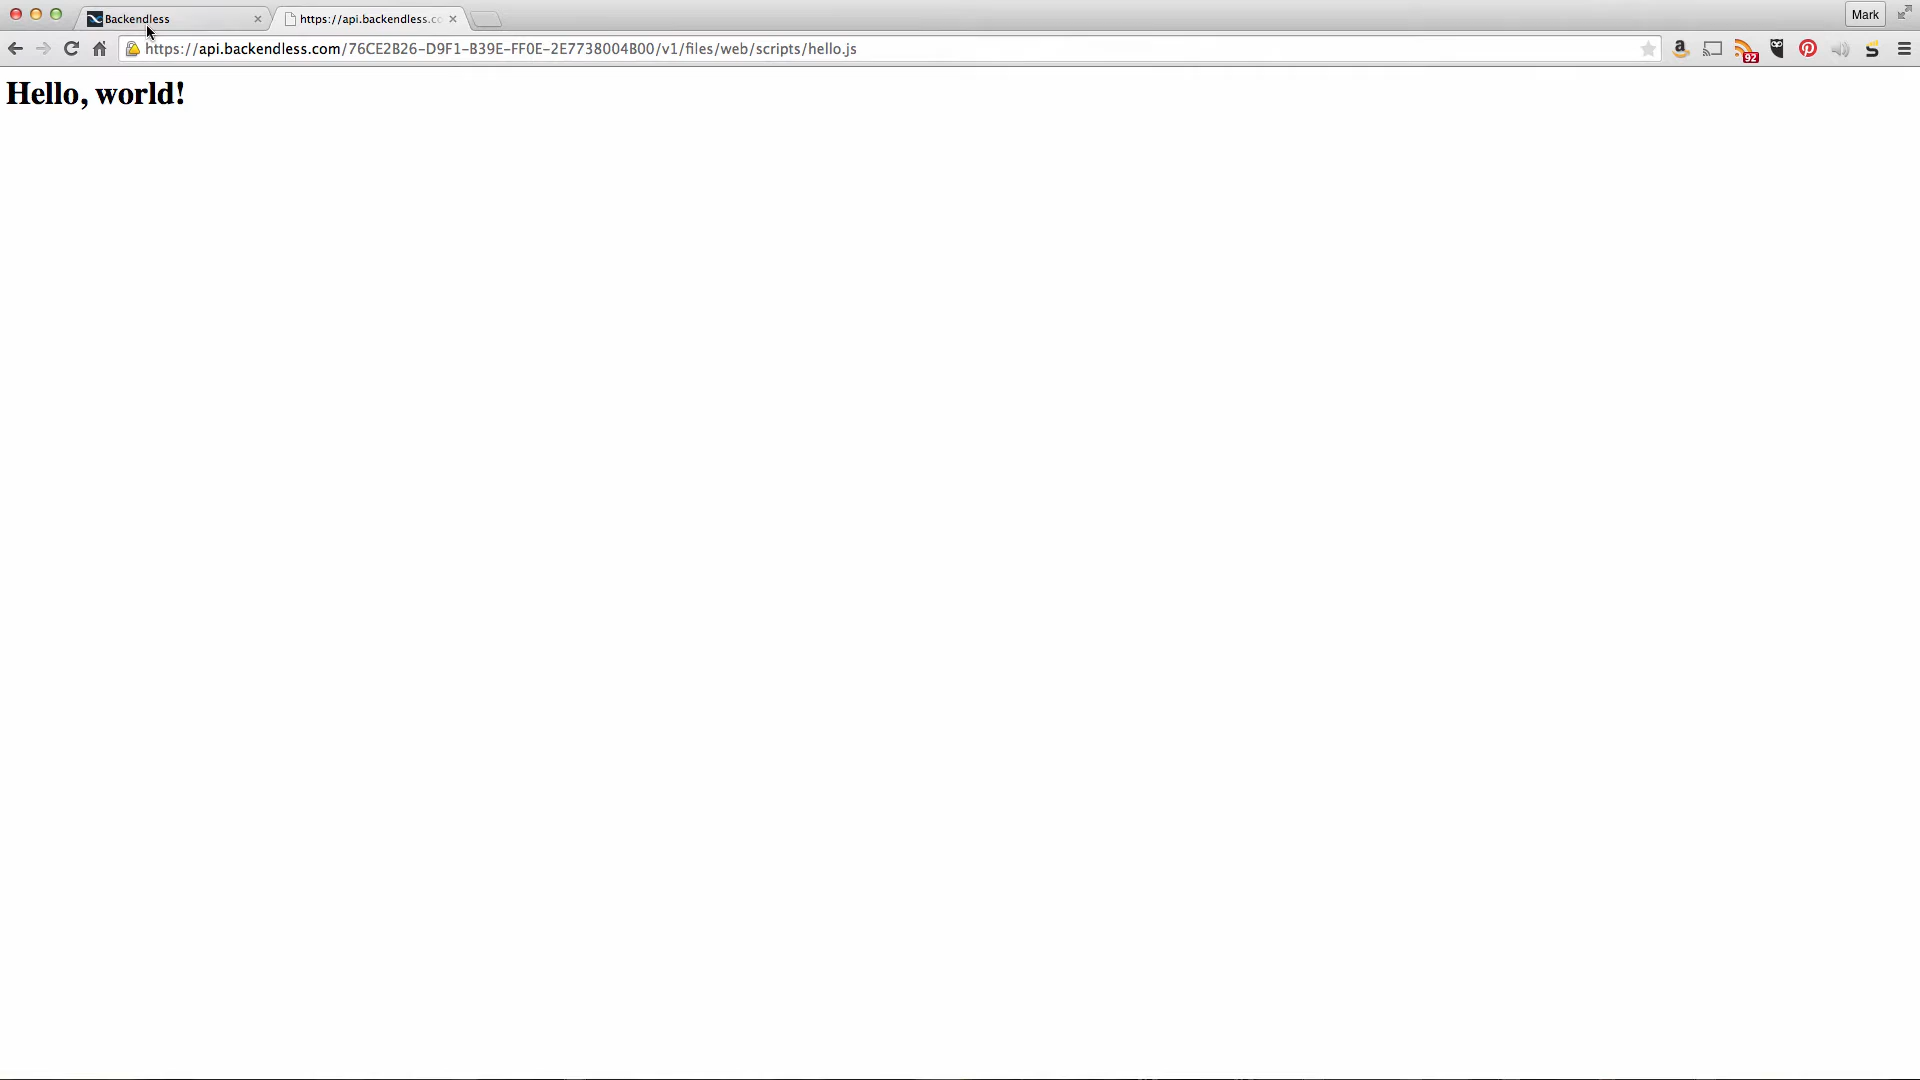 Backendless
https://api.backendless.co
Mark
https://api.backendless.com/76CE2B26-D9F1-B39E-FF0E-2E7738004B00/v1/files/web/scripts/hello.js
92
Hello, world!